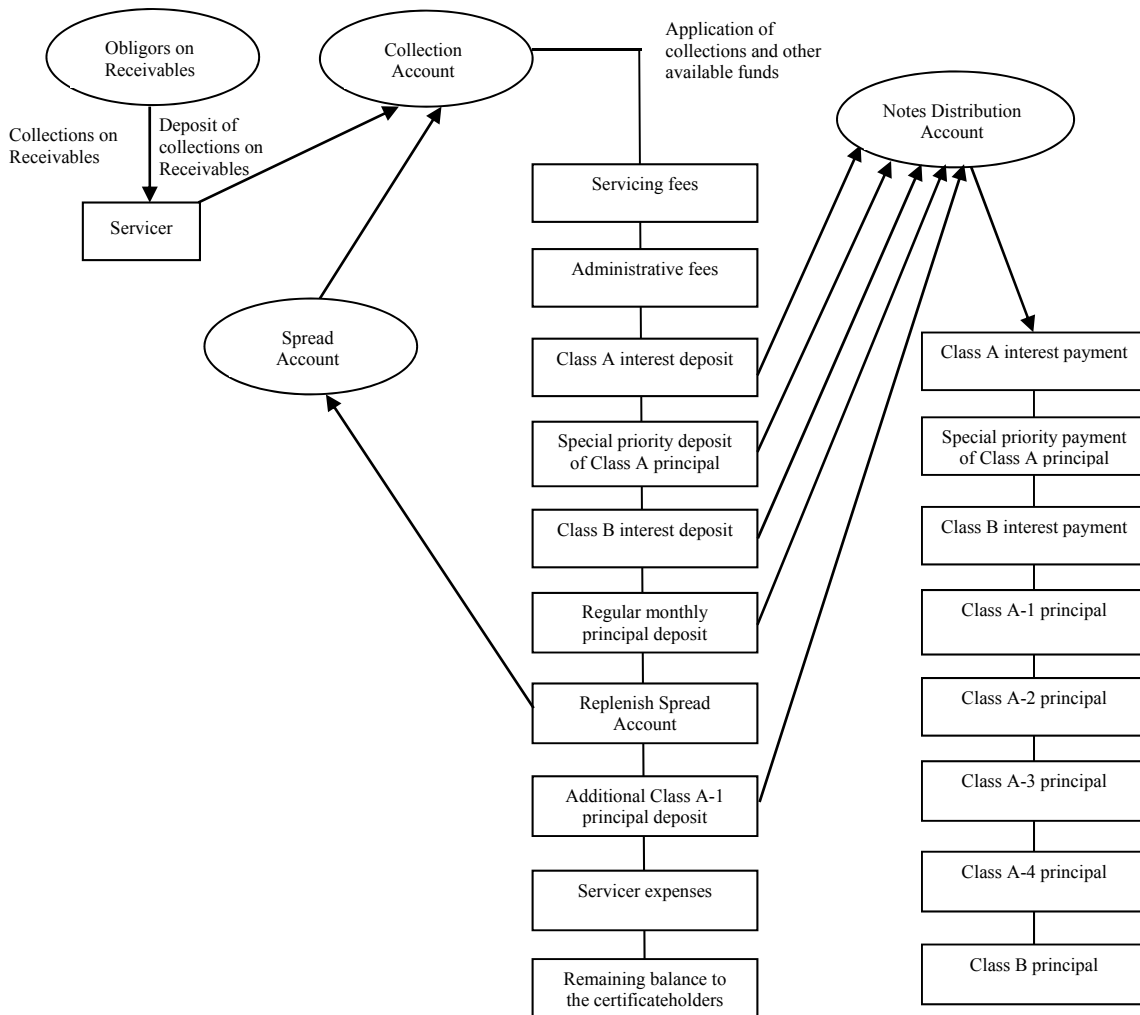 Obligors on
Receivables
Collection
Account
Application of
collections and other
available funds
Notes Distribution
Account
Collections on
Receivables
Deposit of
collections on
Receivables
Servicer
Spread
Account
Servicing fees
Administrative fees
Class A interest deposit
Special priority deposit
of Class A principal
Class B interest deposit
Regular monthly
principal deposit
Replenish Spread
Account
Additional Class A-1
principal deposit
Servicer expenses
Remaining balance to
the certificateholders
Class A interest payment
Special priority payment
of Class A principal
Class B interest payment
Class A-1 principal
Class A-2 principal
Class A-3 principal
Class A-4 principal
Class B principal